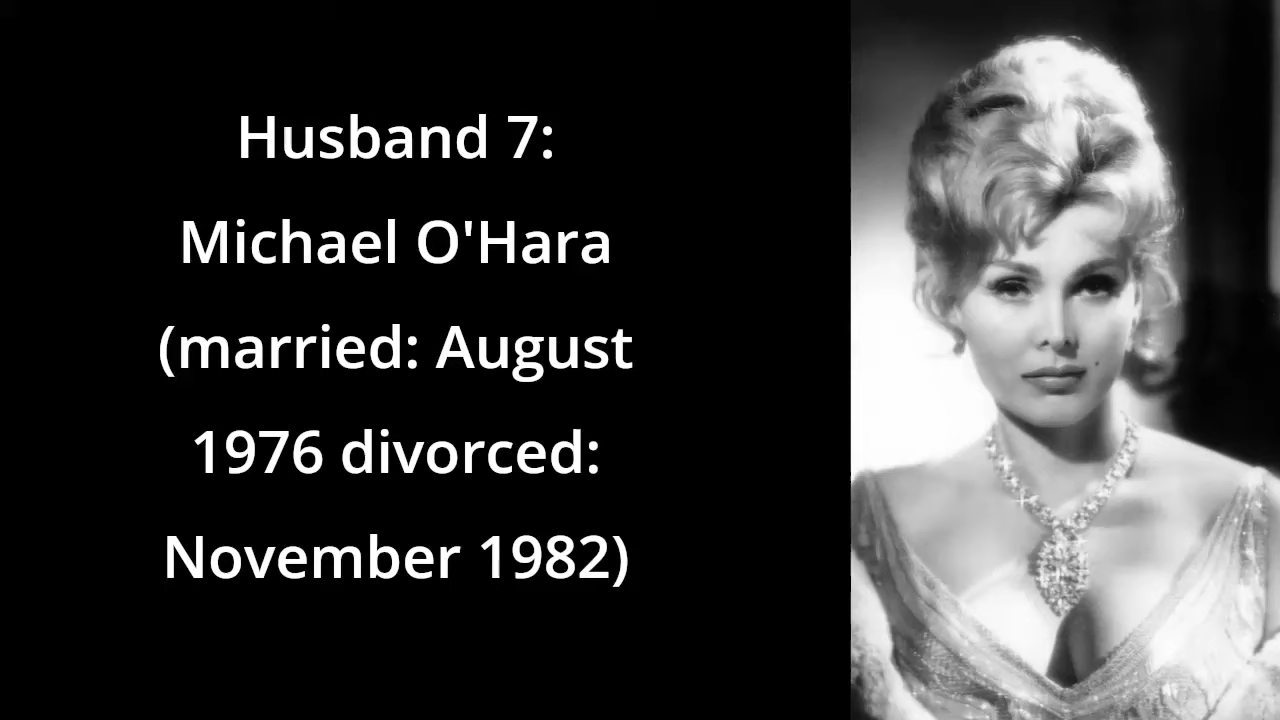 Husband 7:
Michael O'Hara
(married: August
1976 divorced:
November 1982)